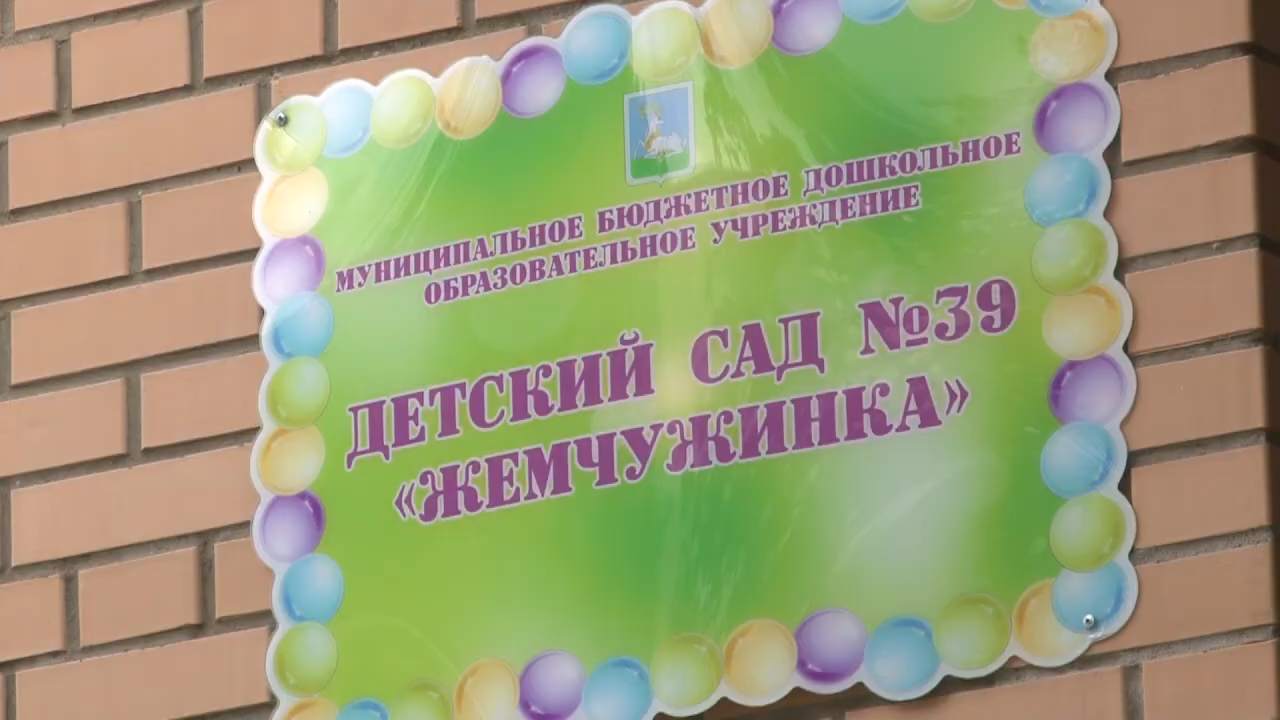 МУНИЦИПАЛЬНОЕ БЮДЖЕТНОЕ ДОШКОЛЬНОЕ
ОБРАЗОВАТЕЛЬНОЕ УЧРЕЖДЕНИЕ
ДЕТСКИЙ САД №39
«ЖЕМЧУЖИНКА»